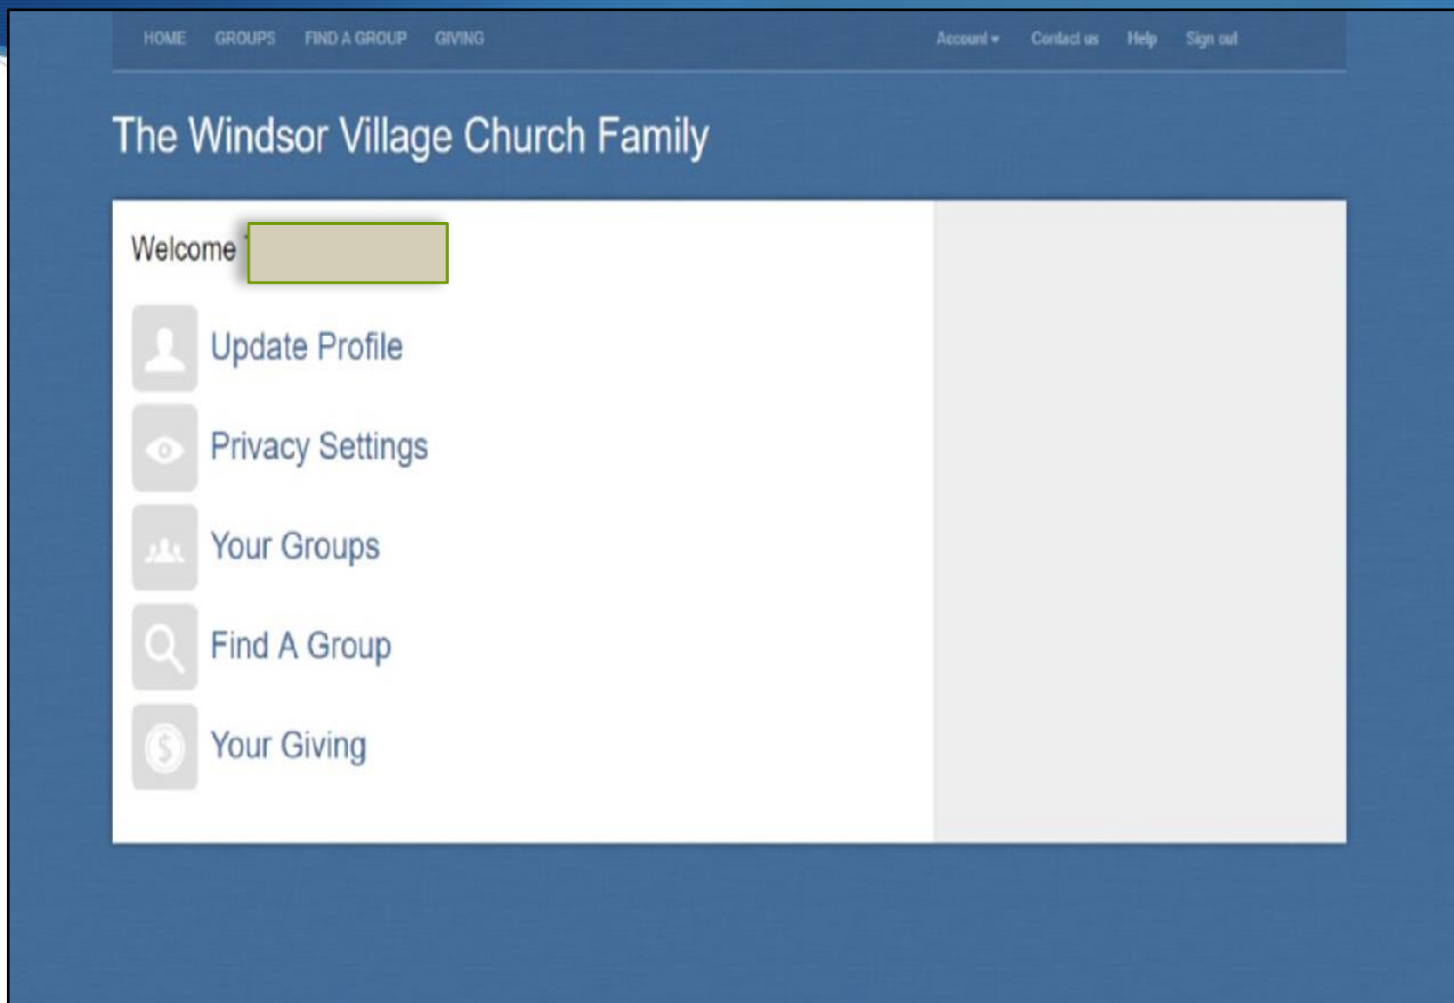 HOME GROUPS FIND A GROUP GIVING Account Contact us Help Sign out
The Windsor Village Church Family
Welcome
Update Profile
Privacy Settings
Your Groups
Find A Group
Your Giving